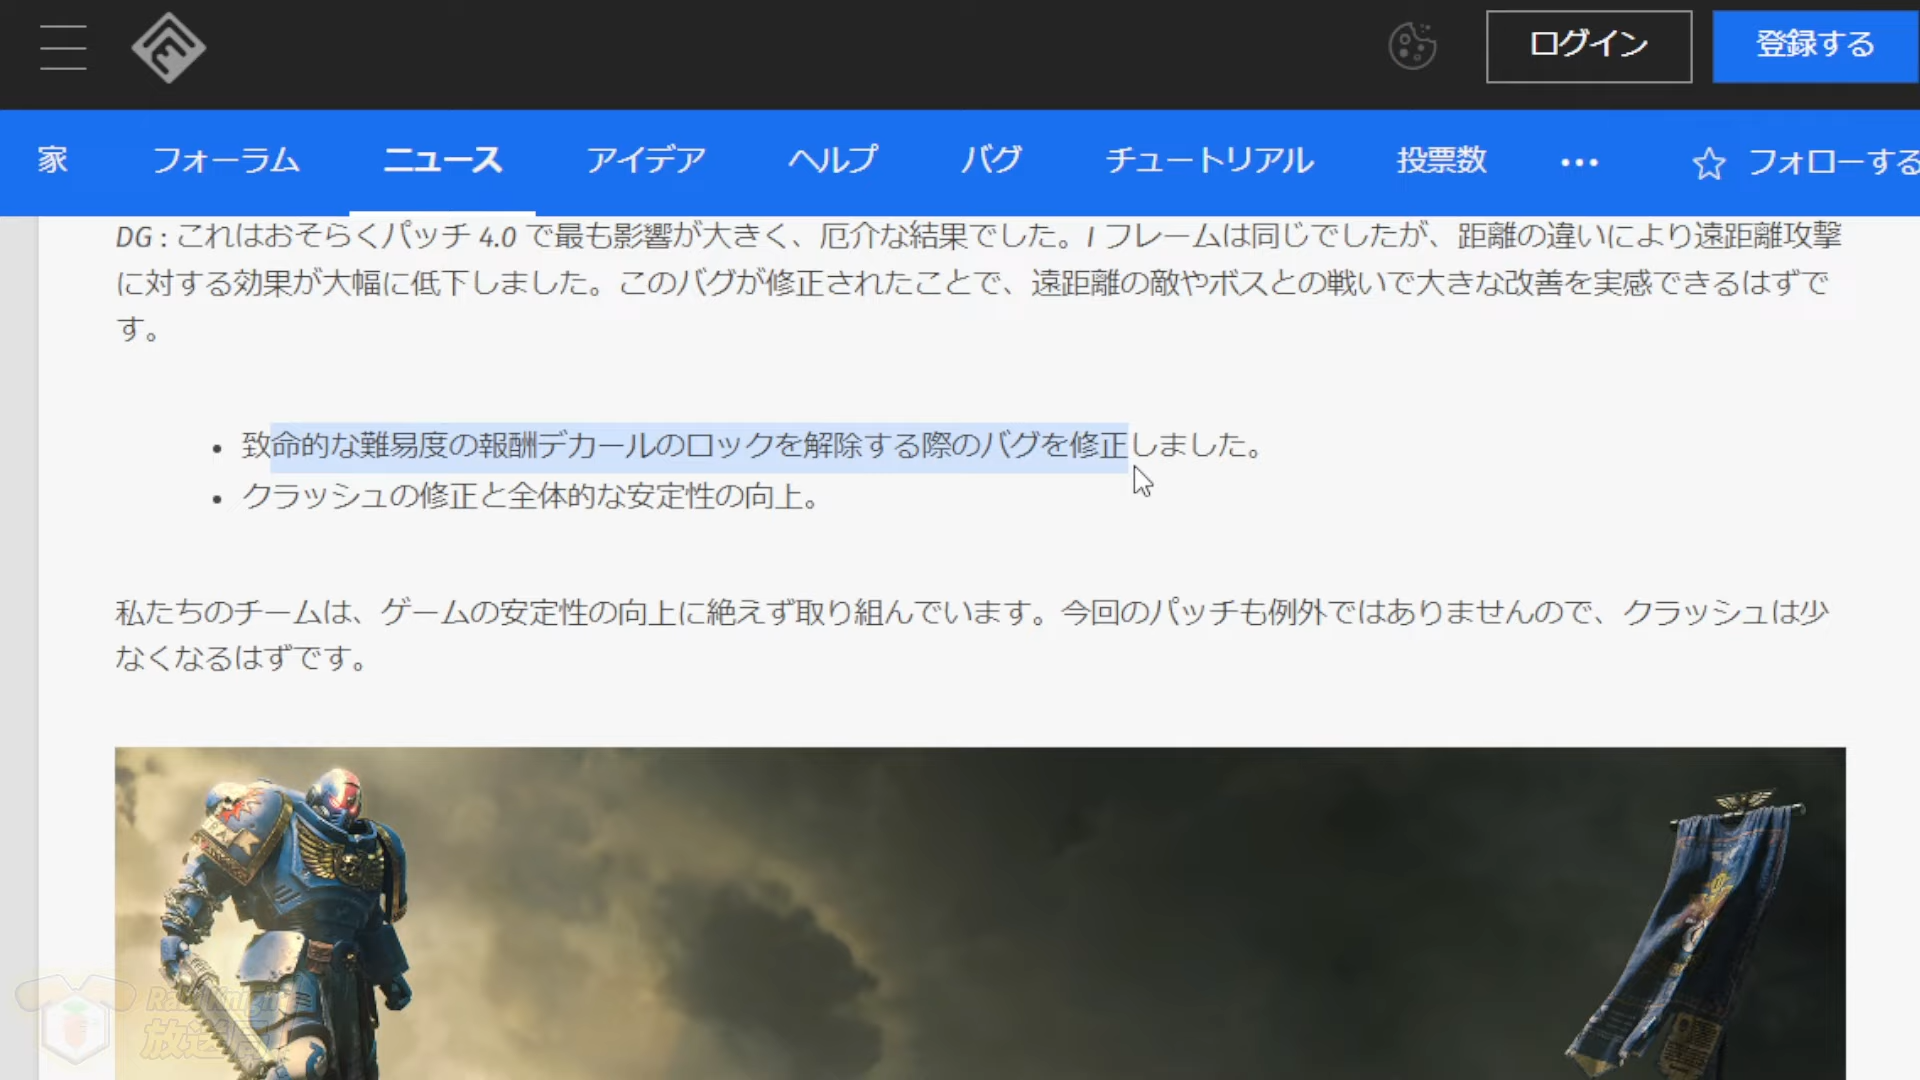 ログイン
登録する
家
フォーラム
ニュース
アイデア
ヘルプ
バグ
チュートリアル
投票数
フォローする
DG : これはおそらくパッチ 4.0 で最も影響が大きく、厄介な結果でした。I フレームは同じでしたが、距離の違いにより遠距離攻撃
に対する効果が大幅に低下しました。このバグが修正されたことで、遠距離の敵やボスとの戦いで大きな改善を実感できるはずで
す。
• 致命的な難易度の報酬デカールのロックを解除する際のバグを修正しました。
• クラッシュの修正と全体的な安定性の向上。
私たちのチームは、ゲームの安定性の向上に絶えず取り組んでいます。今回のパッチも例外ではありませんので、クラッシュは少
なくなるはずです。
放送局